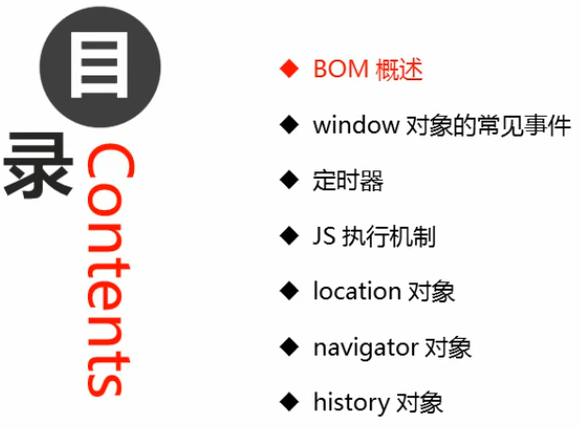 目录
Contents
BOM 概述
window 对象的常见事件
定时器
JS 执行机制
location 对象
navigator 对象
history 对象